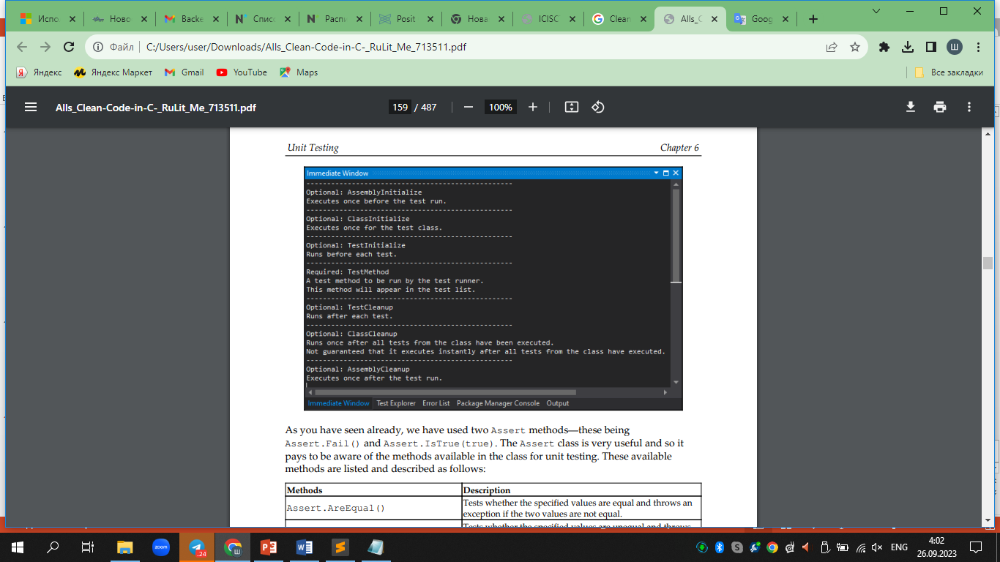 Испо.
Ново
Backe
Списс
Распи
Posit
Нова
ICISC
Clean
Alls_C
Goog
Файл C:/Users/user/Downloads/Alls_Clean-Code-in-C-_RuLit_Me_713511.pdf
Ш
Яндекс
Яндекс Маркет
Gmail
YouTube
Maps
Все закладки
Alls_Clean-Code-in-C-_RuLit_Me_713511.pdf
159 / 487
100%
Unit Testing Chapter 6
Immediate Window
------------------------------------------------
Optional: AssemblyInitialize
Executes once before the test run.
------------------------------------------------
Optional: ClassInitialize
Executes once for the test class.
------------------------------------------------
Optional: TestInitialize
Runs before each test.
------------------------------------------------
Required: TestMethod
A test method to be run by the test runner.
This method will appear in the test list.
------------------------------------------------
Optional: TestCleanup
Runs after each test.
------------------------------------------------
Optional: ClassCleanup
Runs once after all tests from the class have been executed.
Not guaranteed that it executes instantly after all tests from the class have executed.
------------------------------------------------
Optional: AssemblyCleanup
Executes once after the test run.
Immediate Window Test Explorer Error List Package Manager Console Output
As you have seen already, we have used two Assert methods—these being
Assert.Fail() and Assert.IsTrue(true). The Assert class is very useful and so it
pays to be aware of the methods available in the class for unit testing. These available
methods are listed and described as follows:
Methods Description
Assert.AreEqual() Tests whether the specified values are equal and throws an
exception if the two values are not equal.
Tests whether the specified values are unequal and throws
zoom
24
ENG
4:02
26.09.2023